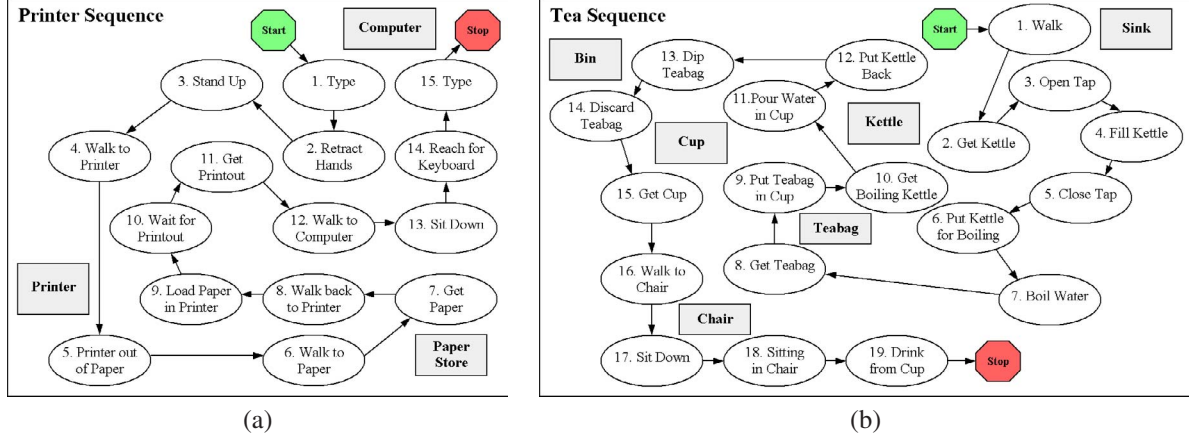 Printer Sequence
Start
Computer
Stop
1. Type
2. Retract
Hands
3. Stand Up
4. Walk to
Printer
5. Printer out
of Paper
6. Walk to
Paper
7. Get
Paper
8. Walk back
to Printer
9. Load Paper
in Printer
10. Wait for
Printout
11. Get
Printout
12. Walk to
Computer
13. Sit Down
14. Reach for
Keyboard
15. Type
Printer
Paper
Store
(a)
Tea Sequence
Start
Sink
1. Walk
2. Get Kettle
3. Open Tap
4. Fill Kettle
5. Close Tap
6. Put Kettle
for Boiling
7. Boil Water
8. Get Teabag
9. Put Teabag
in Cup
10. Get
Boiling Kettle
11.Pour Water
in Cup
12. Put Kettle
Back
13. Dip
Teabag
14. Discard
Teabag
15. Get Cup
16. Walk to
Chair
17. Sit Down
18. Sitting
in Chair
19. Drink
from Cup
Stop
Bin
Cup
Kettle
Teabag
Chair
(b)